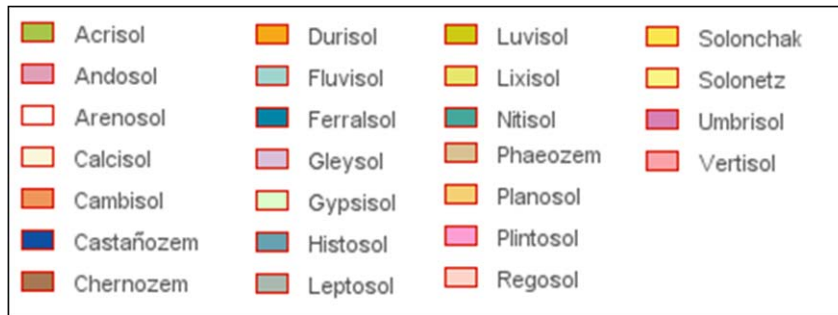 Acrisol
Andosol
Arenosol
Calcisol
Cambisol
Castañozem
Chernozem
Durisol
Fluvisol
Ferralsol
Gleysol
Gypsisol
Histosol
Leptosol
Luvisol
Lixisol
Nitisol
Phaeozem
Planosol
Plintosol
Regosol
Solonchak
Solonetz
Umbrisol
Vertisol